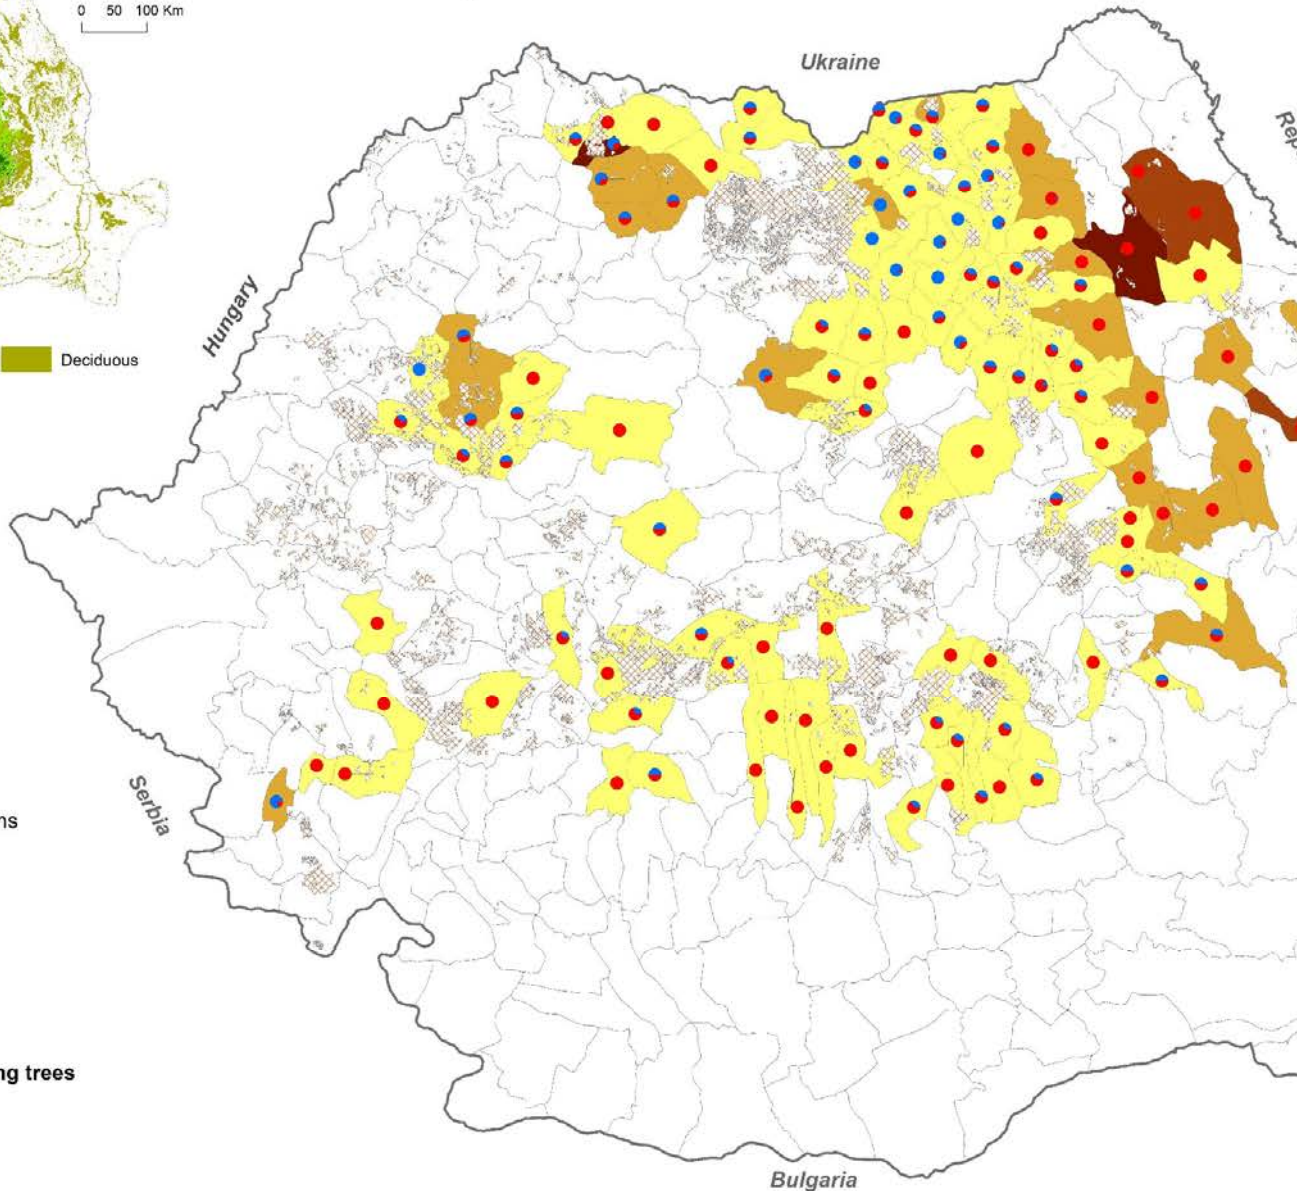 0 50 100 Km
Ukraine
Rep
Hungary
Deciduous
Serbia
ns
ng trees
Bulgaria